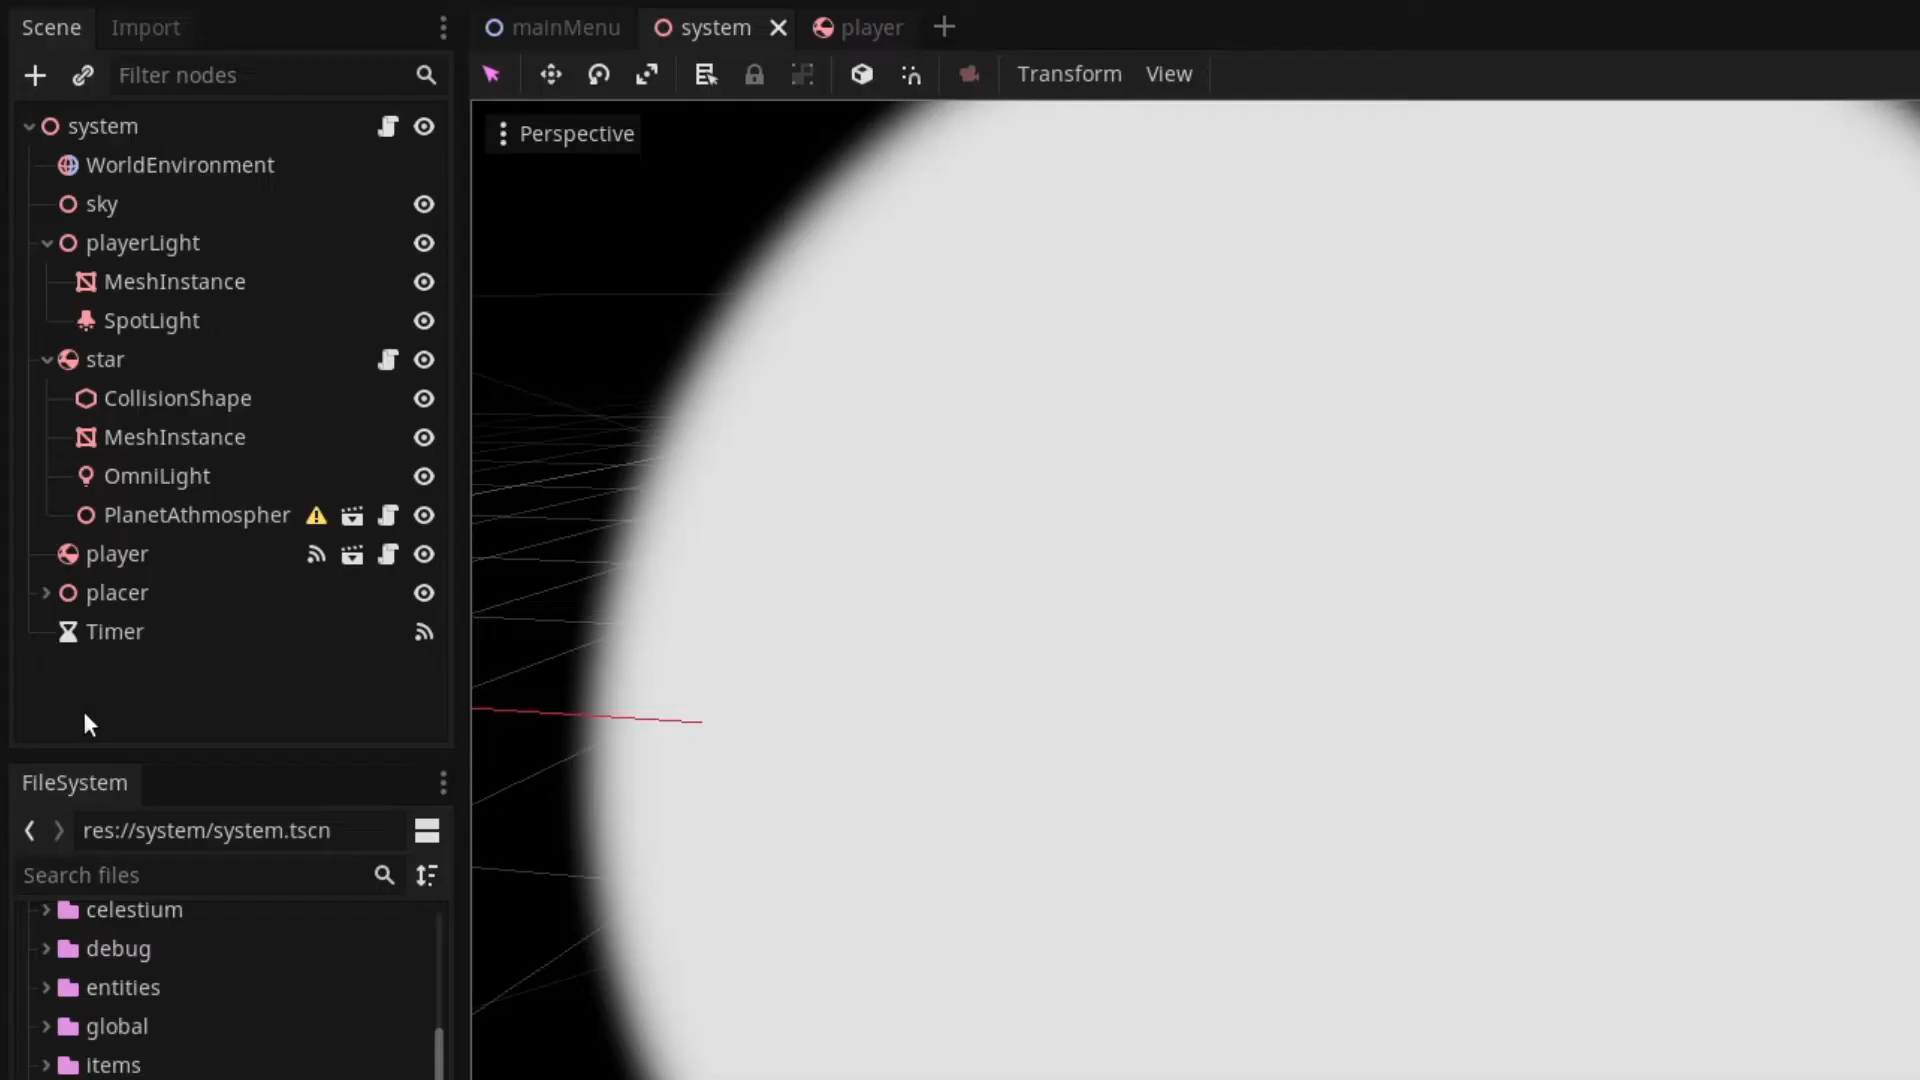 Scene Import
mainMenu system player
Filter nodes
Transform View
Perspective
system
WorldEnvironment
sky
playerLight
MeshInstance
SpotLight
star
CollisionShape
MeshInstance
OmniLight
PlanetAthmospher
player
placer
Timer
FileSystem
res://system/system.tscn
Search files
celestium
debug
entities
global
items